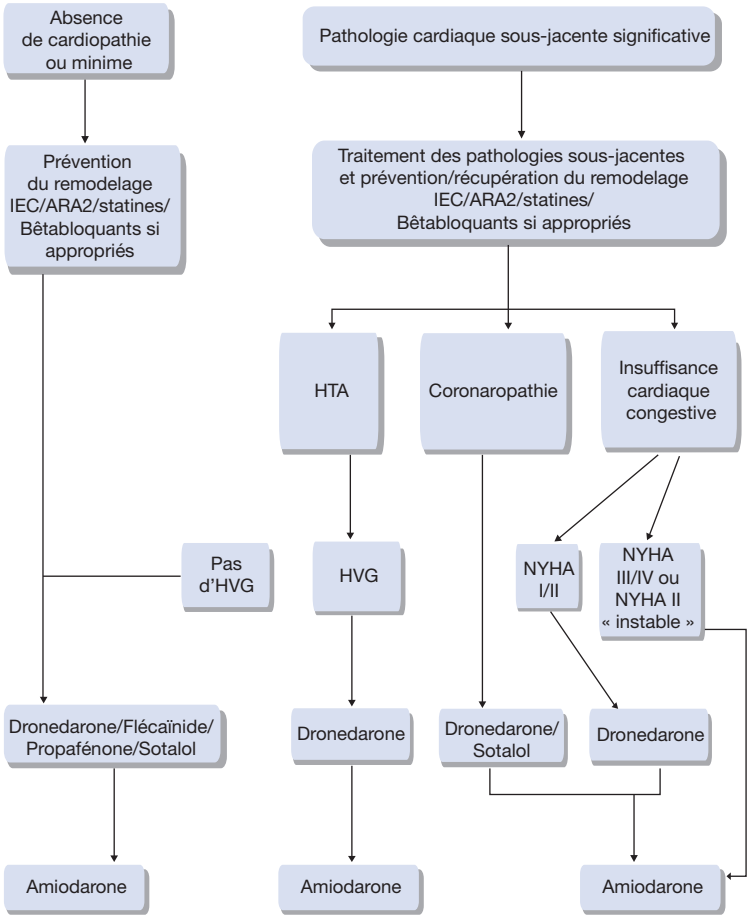 Absence
de cardiopathie
ou minime
Pathologie cardiaque sous-jacente significative
Prévention
du remodelage
IEC/ARA2/statines/
Bêtabloquants si
appropriés
Traitement des pathologies sous-jacentes
et prévention/récupération du remodelage
IEC/ARA2/statines/
Bêtabloquants si appropriés
HTA
Coronaropathie
Insuffisance
cardiaque
congestive
Pas
d’HVG
HVG
NYHA
I/II
NYHA
III/IV ou
NYHA II
« instable »
Dronedarone/Flécaïnide/
Propafénone/Sotalol
Dronedarone
Dronedarone/
Sotalol
Dronedarone
Amiodarone
Amiodarone
Amiodarone